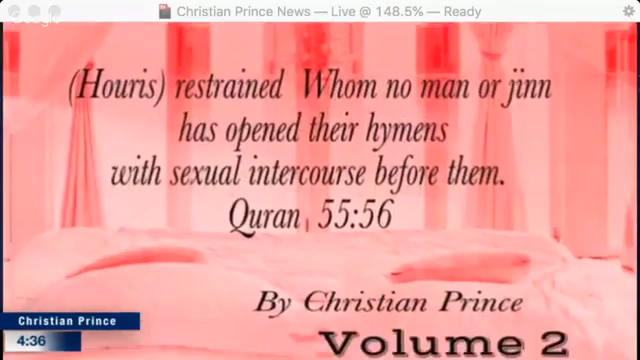 Christian Prince News — Live @ 148.5% — Ready
Google
(Houris) restrained Whom no man or jinn
has opened their hymens
with sexual intercourse before them.
Quran 55:56
By Christian Prince
Volume 2
Christian Prince
4:36